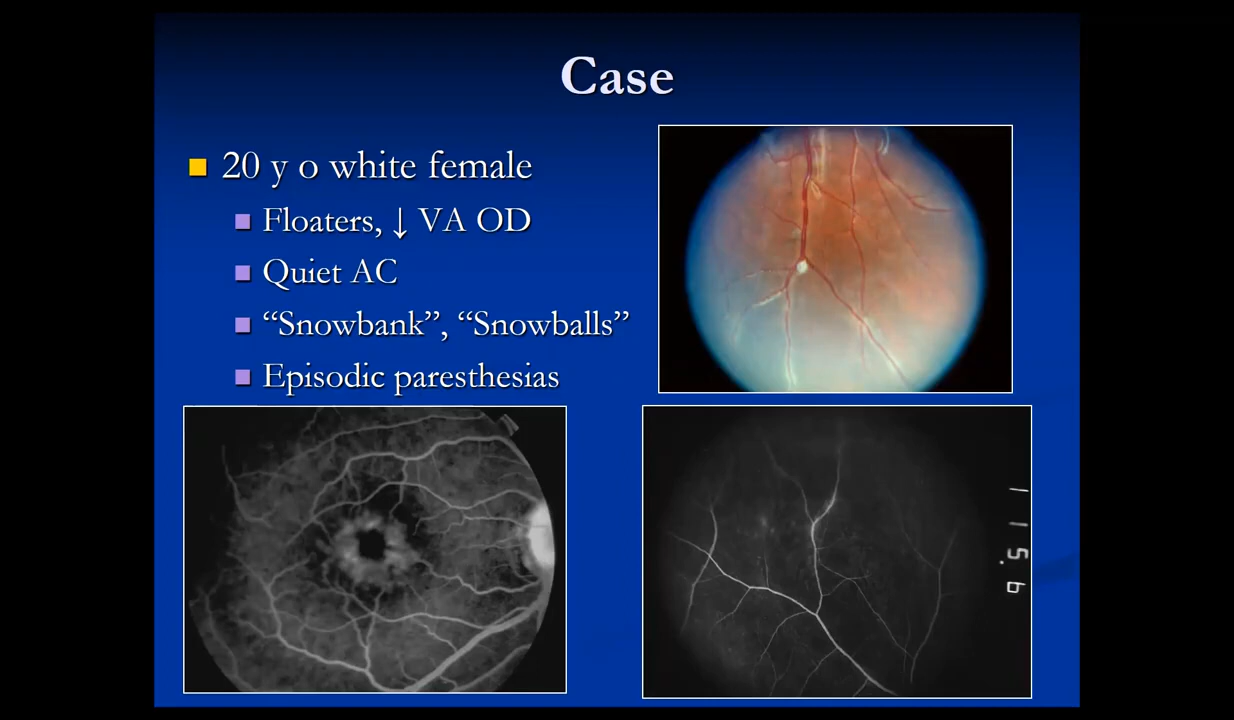 Case
20 y o white female
Floaters, ↓ VA OD
Quiet AC
“Snowbank”, “Snowballs”
Episodic paresthesias